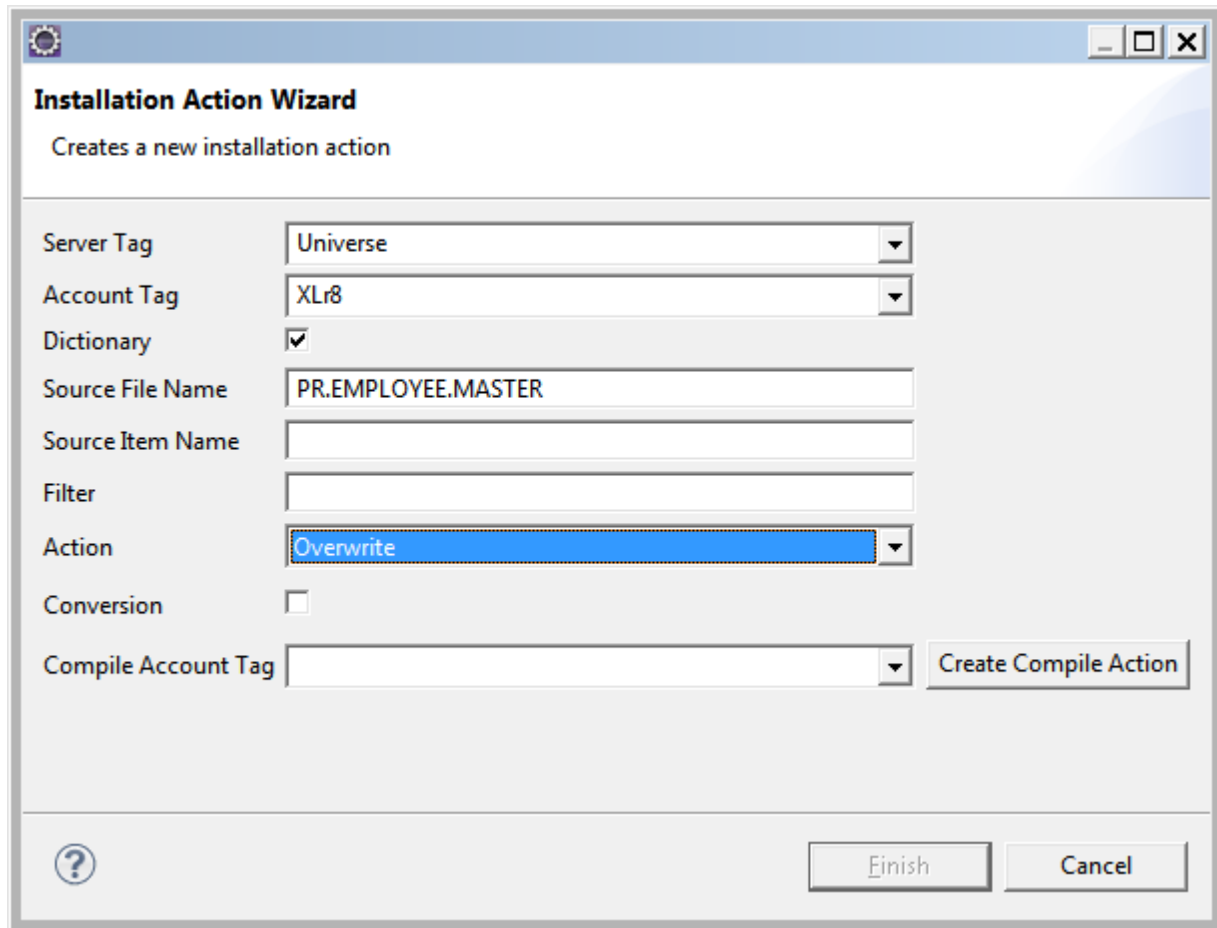 Installation Action Wizard
Creates a new installation action
Server Tag Universe
Account Tag XLr8
Dictionary
Source File Name PR.EMPLOYEE.MASTER
Source Item Name
Filter
Action Overwrite
Conversion
Compile Account Tag Create Compile Action
? Finish Cancel